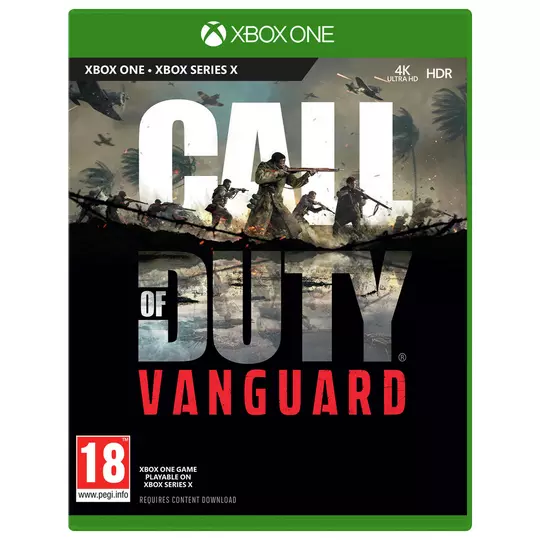 XBOX ONE
XBOX ONE • XBOX SERIES X
4K
ULTRA HD
HDR
CALL
OF DUTY®
VANGUARD
18™
www.pegi.info
XBOX ONE GAME
PLAYABLE ON
XBOX SERIES X
REQUIRES CONTENT DOWNLOAD